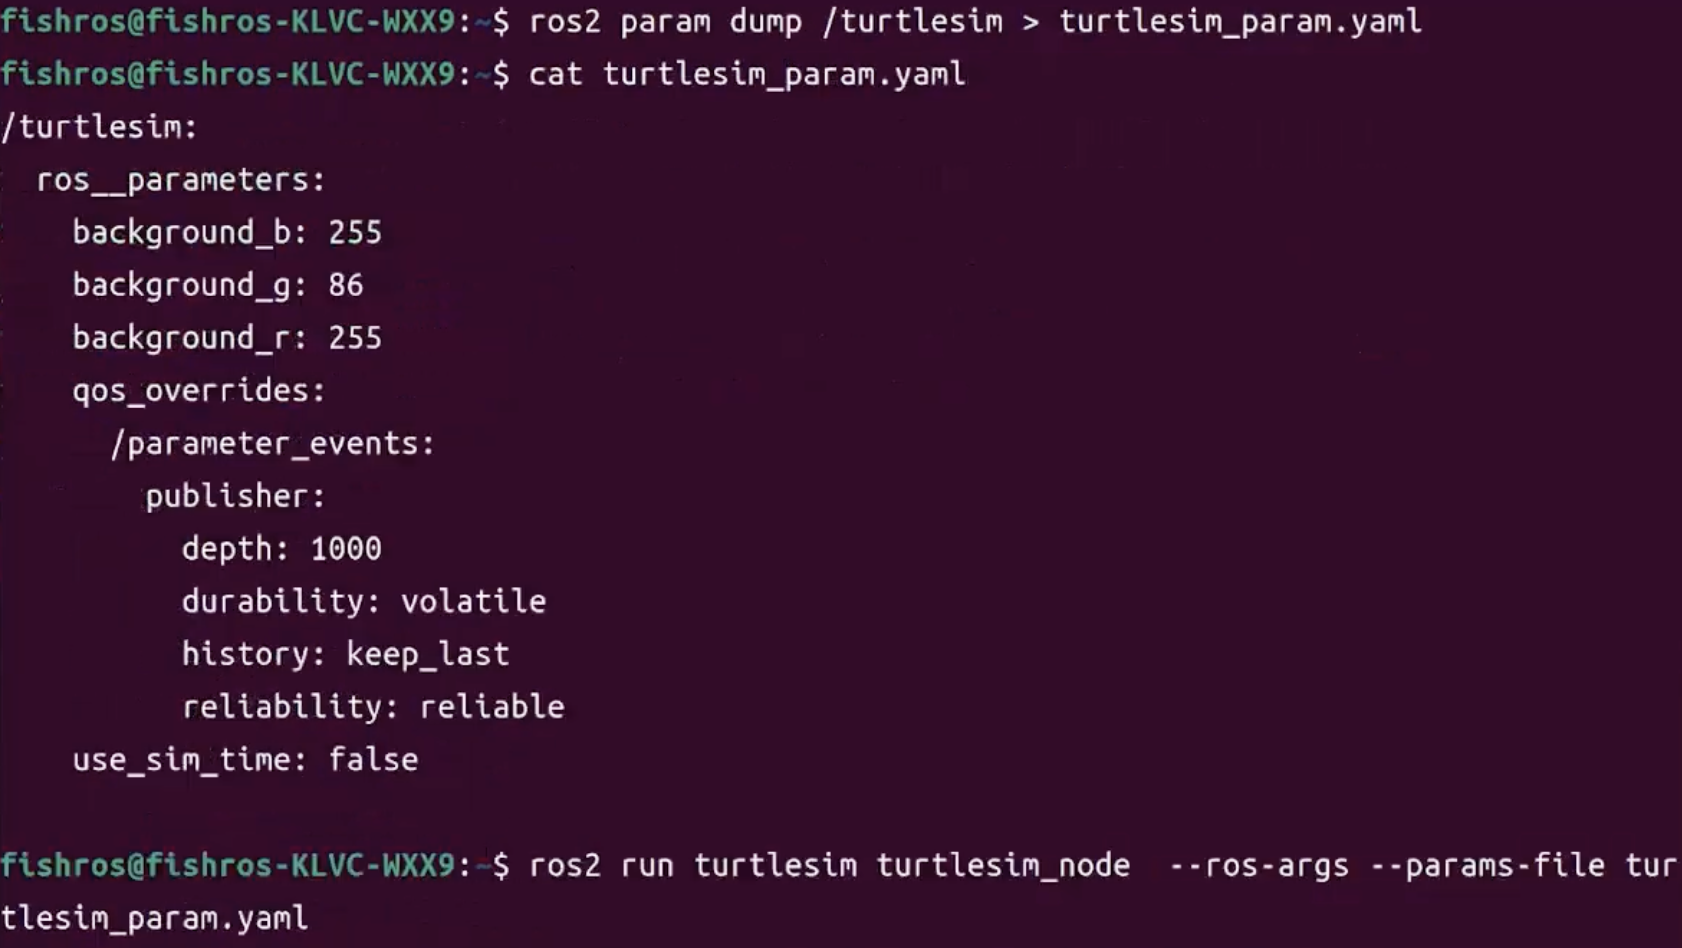 fishros@fishros-KLVC-WXX9:~$ ros2 param dump /turtlesim > turtlesim_param.yaml
fishros@fishros-KLVC-WXX9:~$ cat turtlesim_param.yaml
/turtlesim:
  ros__parameters:
    background_b: 255
    background_g: 86
    background_r: 255
    qos_overrides:
      /parameter_events:
        publisher:
          depth: 1000
          durability: volatile
          history: keep_last
          reliability: reliable
    use_sim_time: false

fishros@fishros-KLVC-WXX9:~$ ros2 run turtlesim turtlesim_node  --ros-args --params-file tur
tlesim_param.yaml